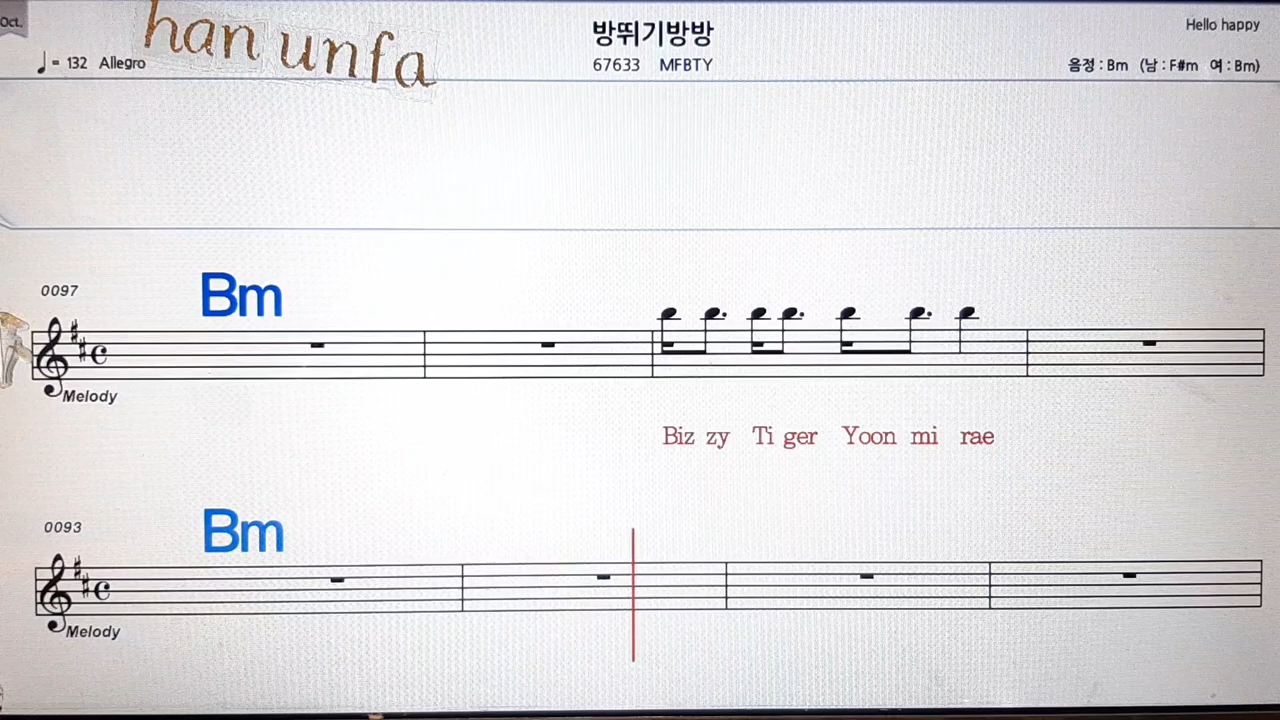 Oct.
han unfa
방뛰기방방
Hello happy
♩= 132 Allegro
67633 MFBTY
음정 : Bm (남 : F#m 여 : Bm)
0097
Bm
Melody
Biz zy Ti ger Yoon mi rae
0093
Bm
Melody